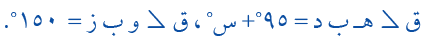 ق ∠ هـ ب د = ٩٥° + س° ، ق ∠ و ب ز = ١٥٠°.